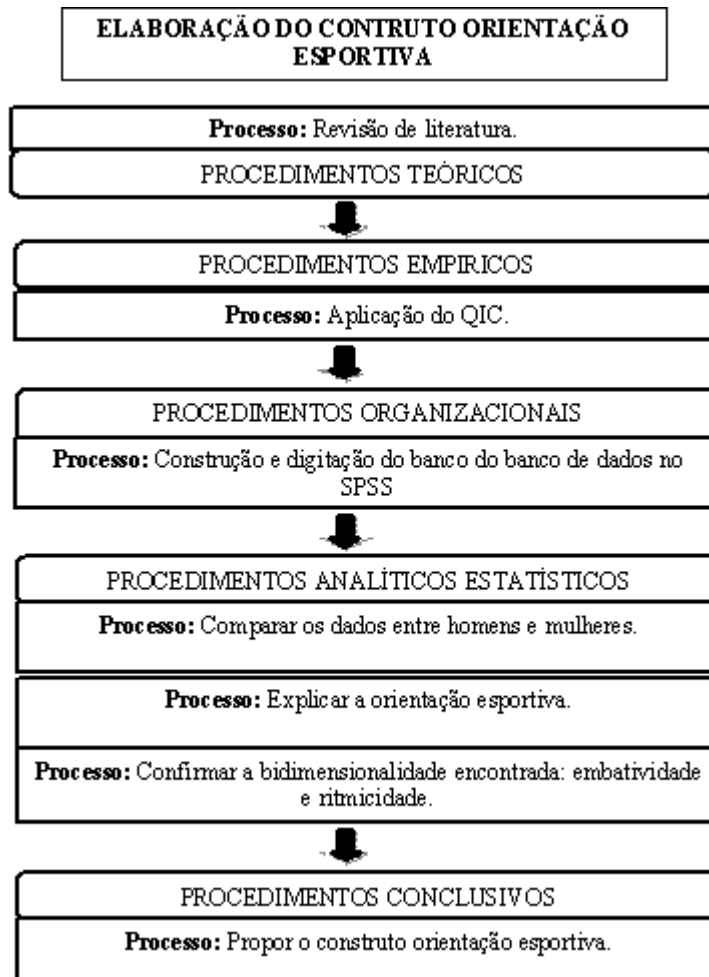 ELABORAÇÃO DO CONTRUTO ORIENTAÇÃO
ESPORTIVA
Processo: Revisão de literatura.
PROCEDIMENTOS TEÓRICOS
PROCEDIMENTOS EMPIRICOS
Processo: Aplicação do QIC.
PROCEDIMENTOS ORGANIZACIONAIS
Processo: Construção e digitação do banco do banco de dados no
SPSS
PROCEDIMENTOS ANALÍTICOS ESTATÍSTICOS
Processo: Comparar os dados entre homens e mulheres.
Processo: Explicar a orientação esportiva.
Processo: Confirmar a bidimensionalidade encontrada: embatividade
e ritmicidade.
PROCEDIMENTOS CONCLUSIVOS
Processo: Propor o construto orientação esportiva.